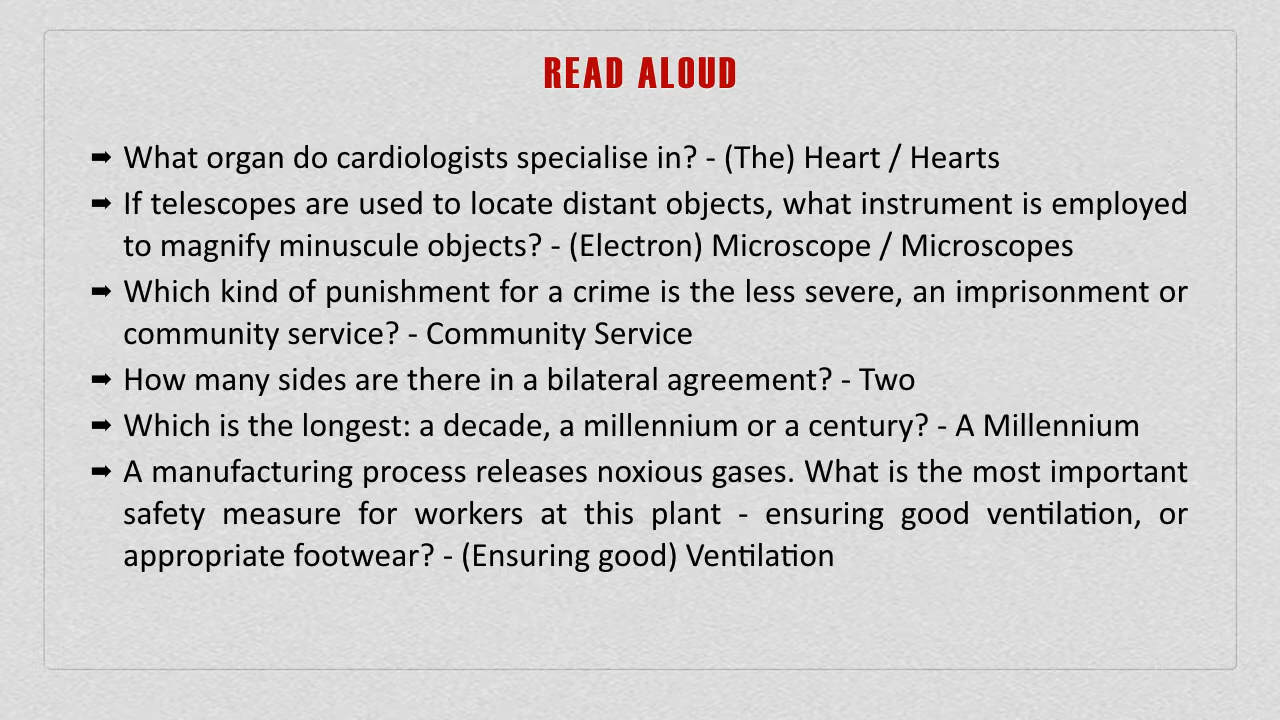 READ ALOUD
➡ What organ do cardiologists specialise in? - (The) Heart / Hearts
➡ If telescopes are used to locate distant objects, what instrument is employed
to magnify minuscule objects? - (Electron) Microscope / Microscopes
➡ Which kind of punishment for a crime is the less severe, an imprisonment or
community service? - Community Service
➡ How many sides are there in a bilateral agreement? - Two
➡ Which is the longest: a decade, a millennium or a century? - A Millennium
➡ A manufacturing process releases noxious gases. What is the most important
safety measure for workers at this plant - ensuring good ventilation, or
appropriate footwear? - (Ensuring good) Ventilation